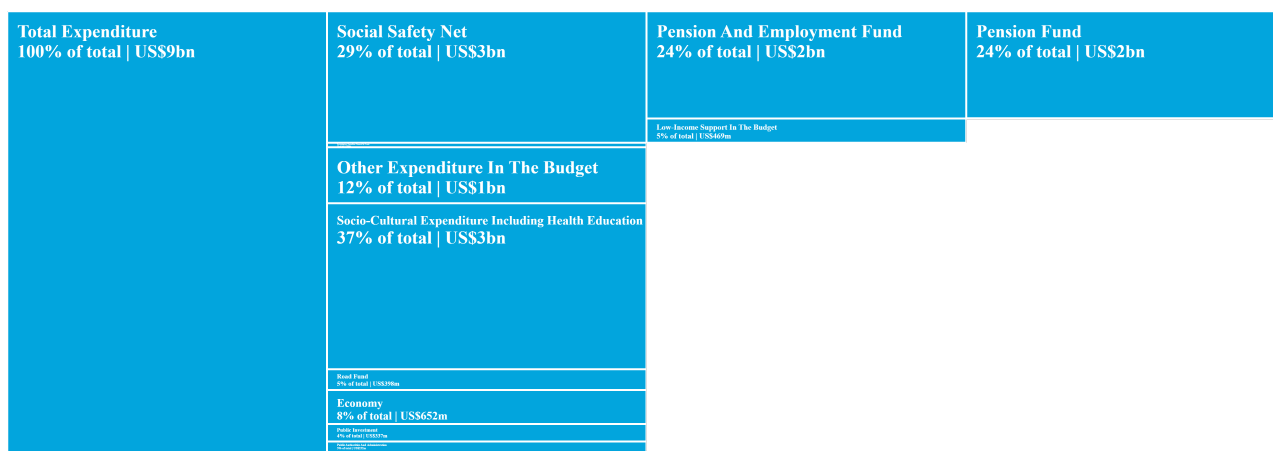 Total Expenditure
100% of total | US$9bn
Social Safety Net
29% of total | US$3bn
Pension And Employment Fund
24% of total | US$2bn
Pension Fund
24% of total | US$2bn
Low-Income Support In The Budget
5% of total | US$469m
Other Expenditure In The Budget
12% of total | US$1bn
Socio-Cultural Expenditure Including Health Education
37% of total | US$3bn
Road Fund
5% of total | US$398m
Economy
8% of total | US$652m
Public Investment
4% of total | US$337m